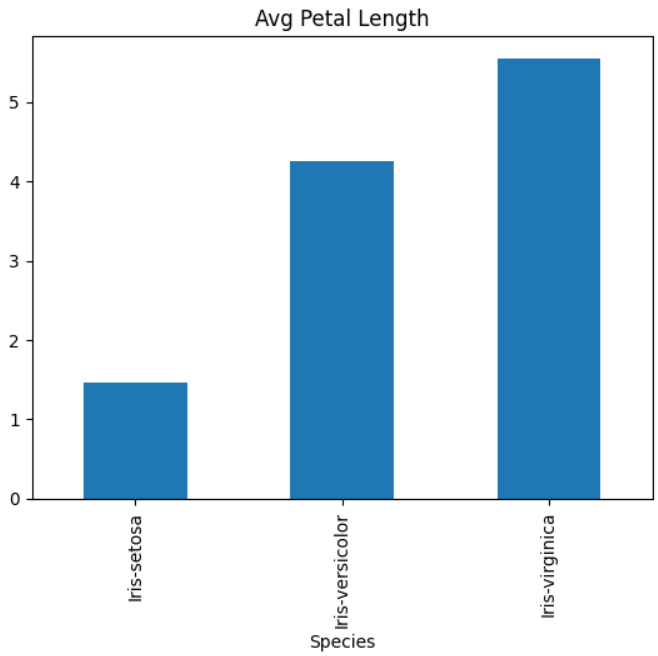 Avg Petal Length
5
4
3
2
1
0
Iris-setosa
Iris-versicolor
Iris-virginica
Species